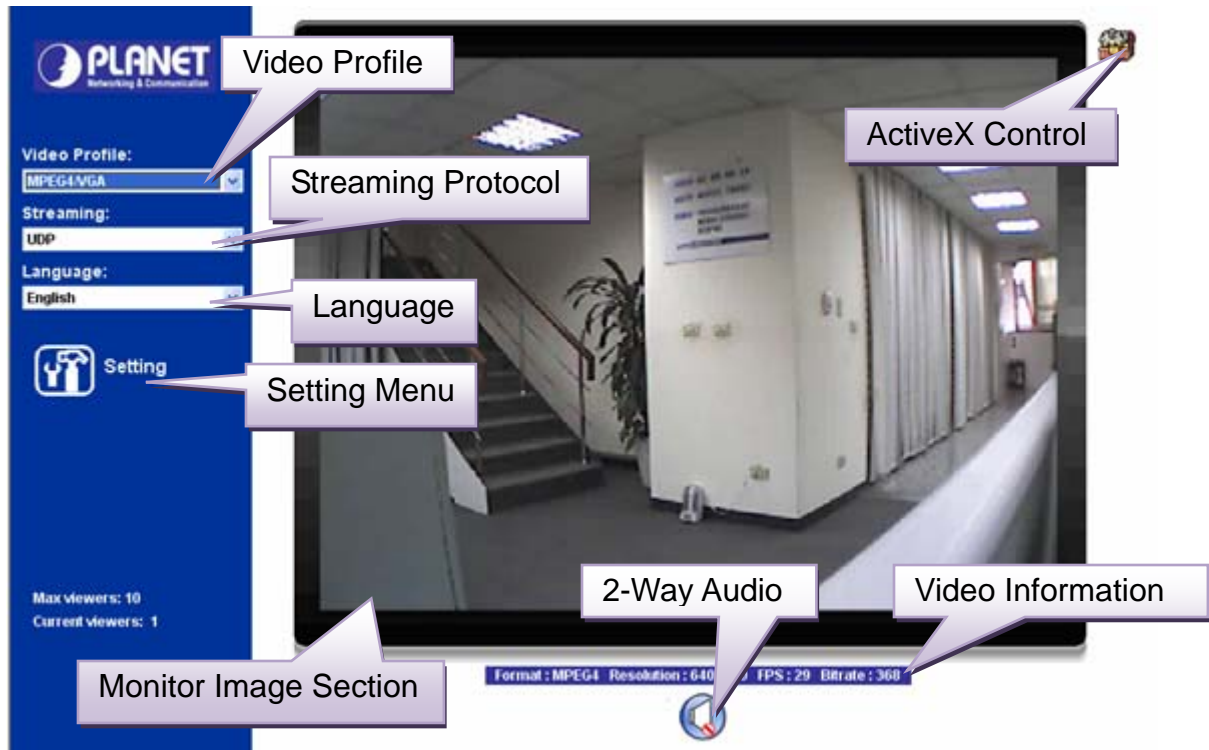 PLANET
Networking & Communication
Video Profile
ActiveX Control
Video Profile:
MPEG4/VGA
Streaming Protocol
Streaming:
UDP
Language:
English
Language
Setting
Setting Menu
2-Way Audio
Video Information
Max viewers: 10
Current viewers: 1
Monitor Image Section
Format : MPEG4 Resolution : 640 FPS : 29 Bitrate : 368